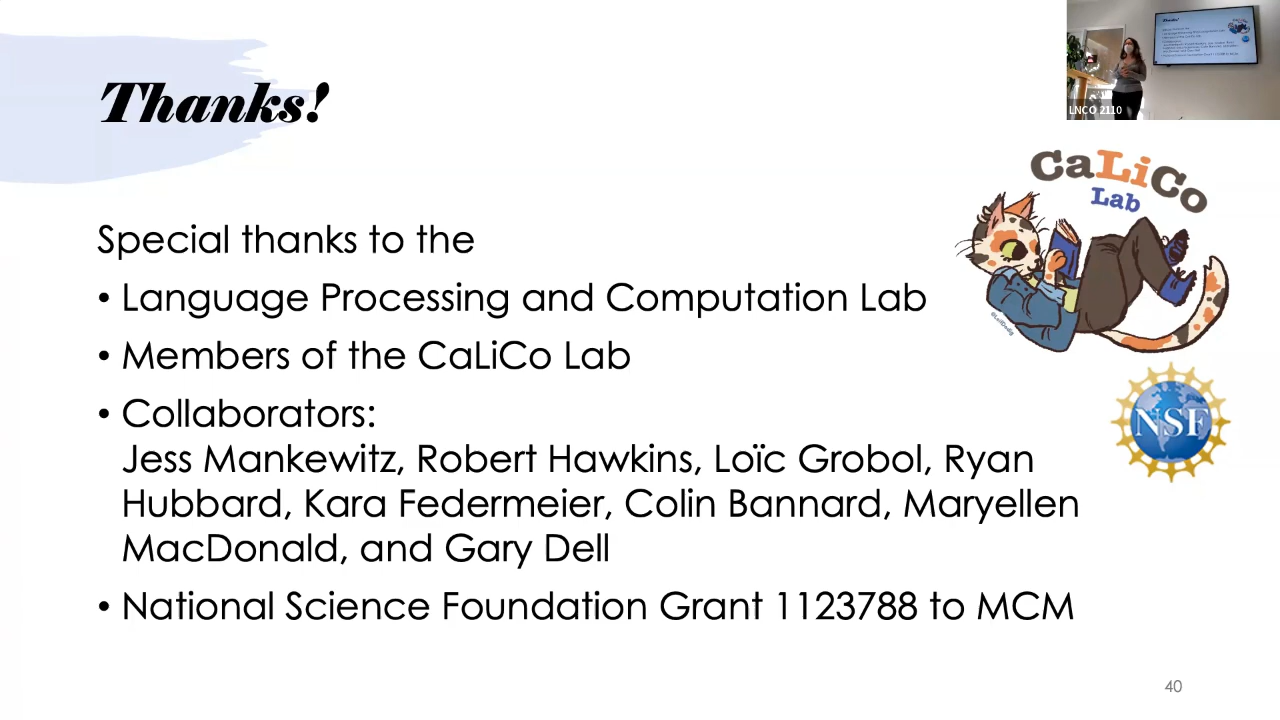 Thanks!
LNCO 2110
CaLiCo
Lab
Special thanks to the
• Language Processing and Computation Lab
• Members of the CaLiCo Lab
• Collaborators:
Jess Mankewitz, Robert Hawkins, Loïc Grobol, Ryan
Hubbard, Kara Federmeier, Colin Bannard, Maryellen
MacDonald, and Gary Dell
NSF
• National Science Foundation Grant 1123788 to MCM
40